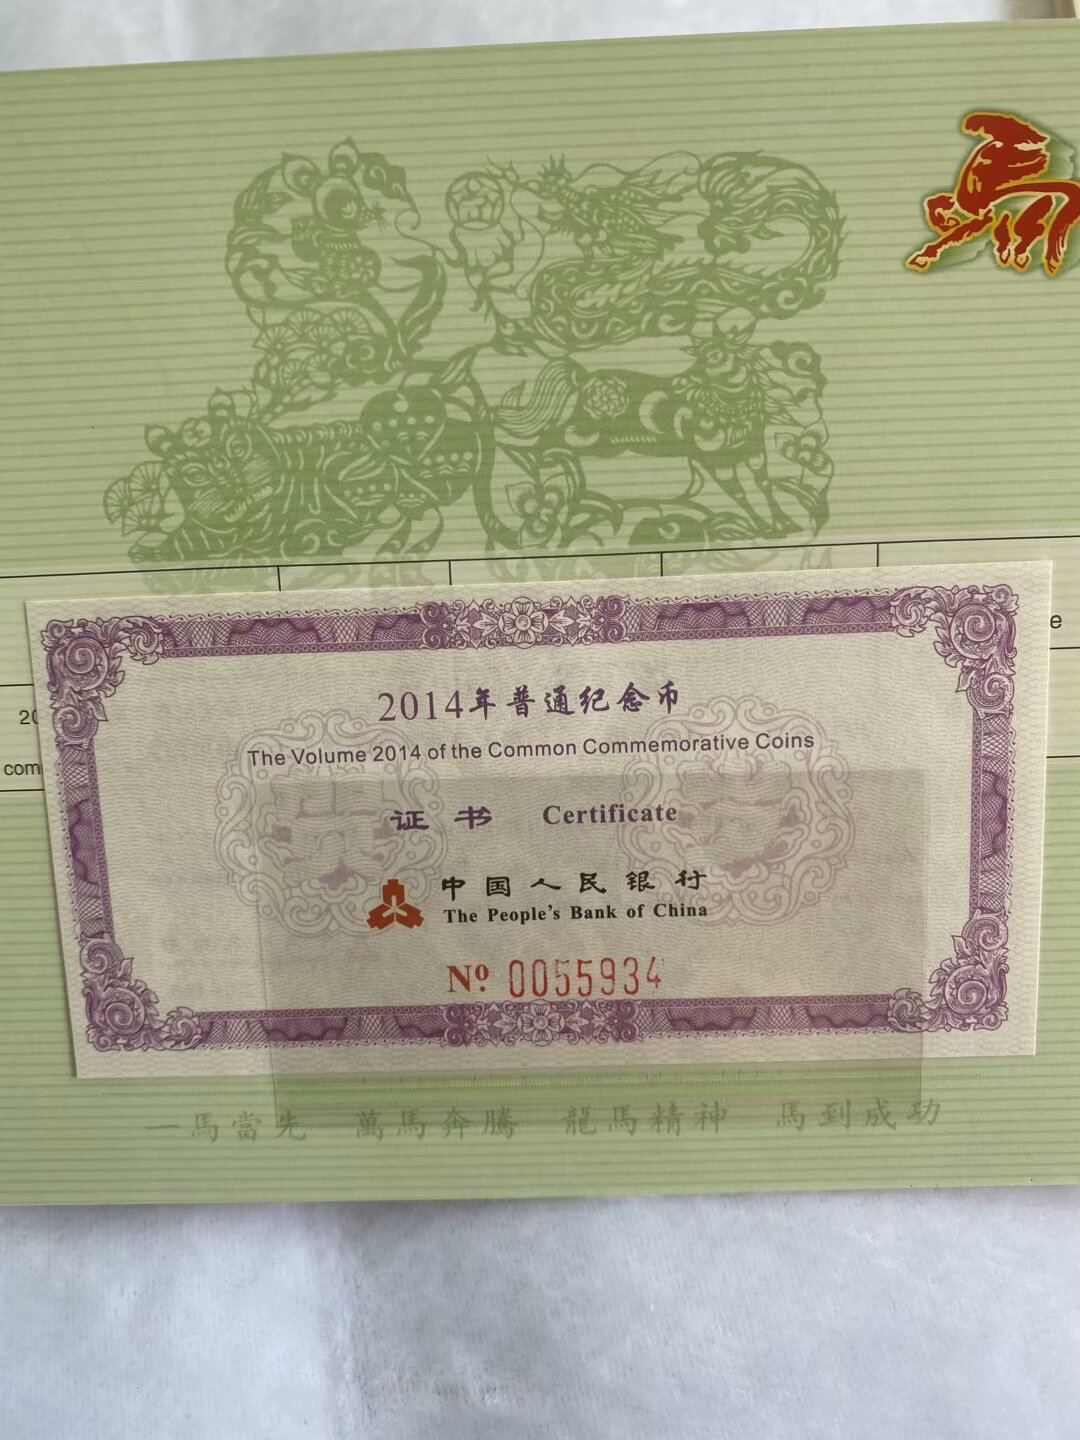 e
20
com
2014年普通纪念币
The Volume 2014 of the Common Commemorative Coins
证书 Certificate
中国人民银行
The People's Bank of China
Nº 0055934
一馬當先 萬馬奔騰 龍馬精神 馬到成功